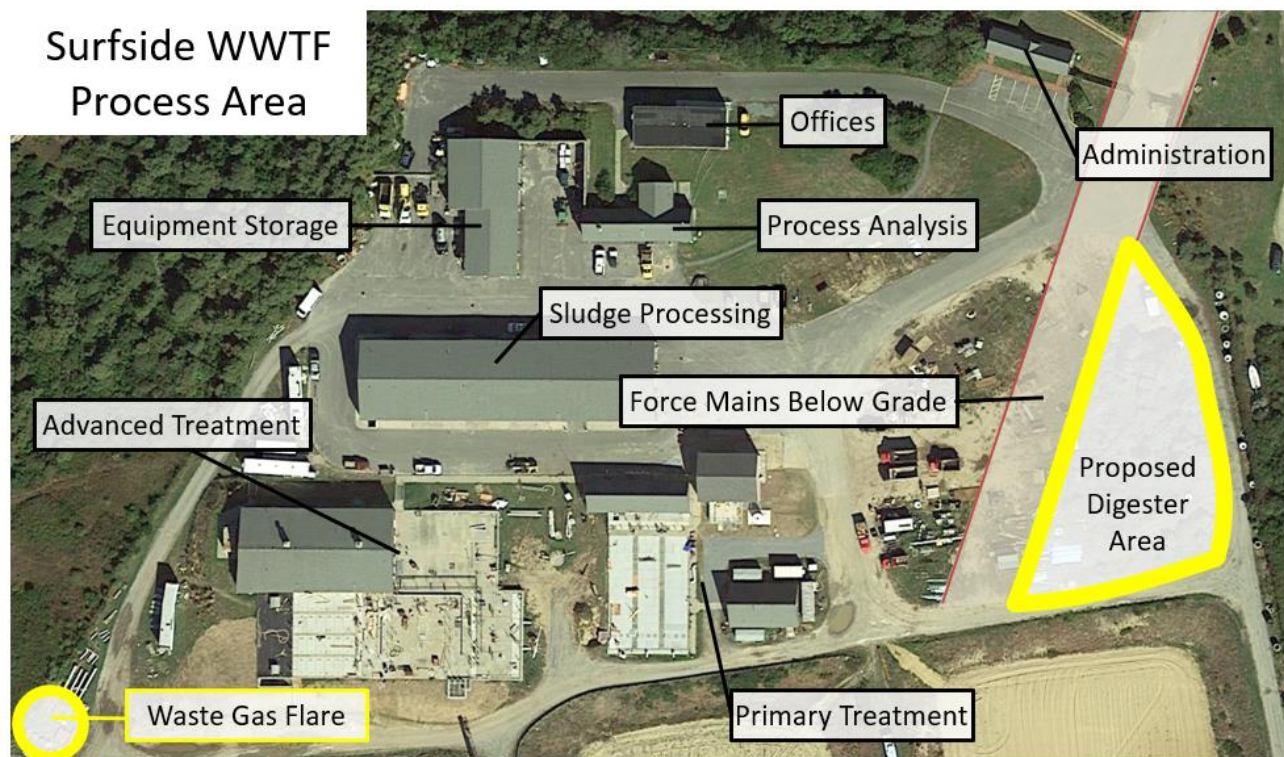 Surfside WWTF
Process Area
Offices
Administration
Equipment Storage
Process Analysis
Sludge Processing
Force Mains Below Grade
Advanced Treatment
Proposed
Digester
Area
Waste Gas Flare
Primary Treatment